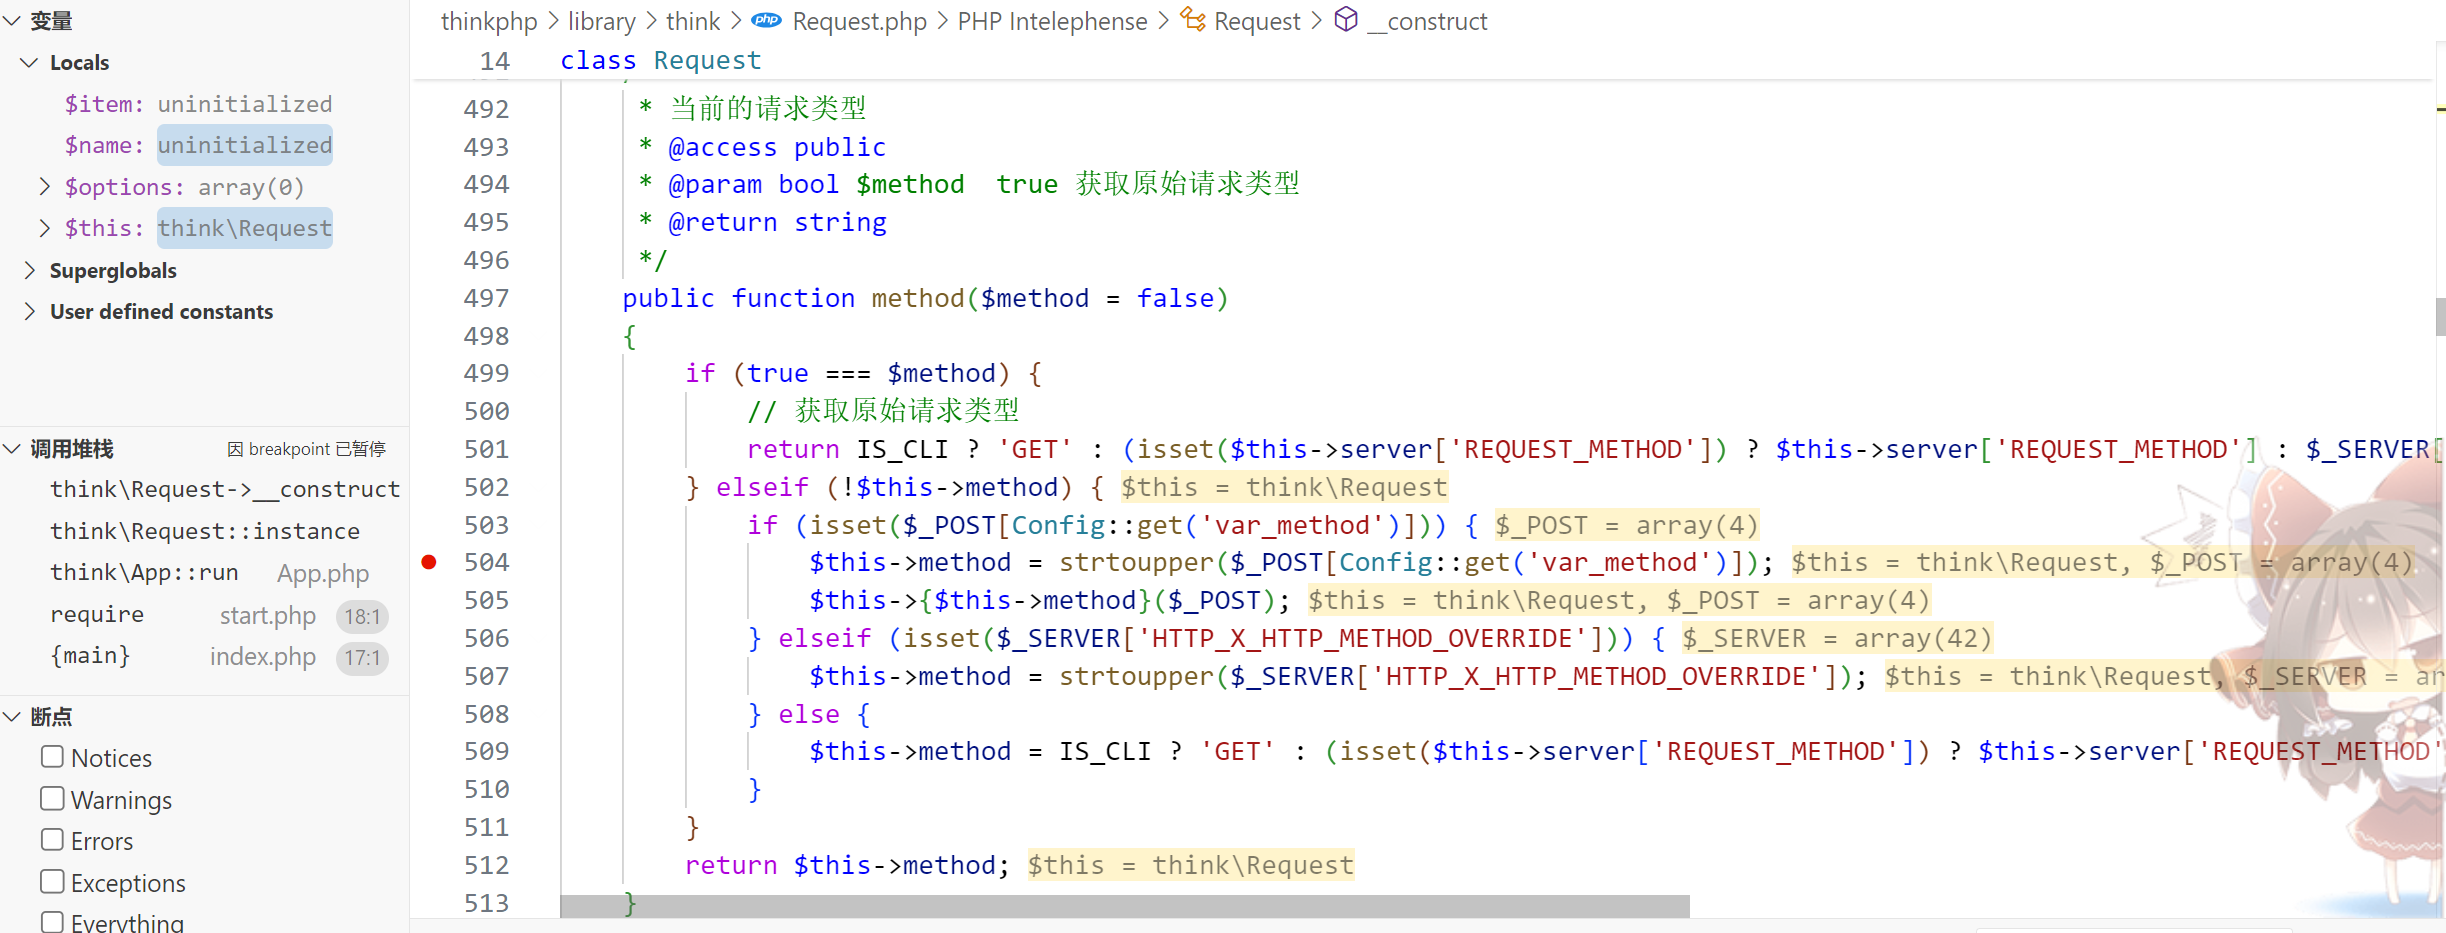 变量
Locals
$item: uninitialized
$name: uninitialized
$options: array(0)
$this: think\Request
Superglobals
User defined constants
调用堆栈 因 breakpoint 已暂停
think\Request->__construct
think\Request::instance
think\App::run App.php
require start.php 18:1
{main} index.php 17:1
断点
Notices
Warnings
Errors
Exceptions
Everything
thinkphp > library > think > php Request.php > PHP Intelephense > Request > __construct
14 class Request
492 * 当前的请求类型
493 * @access public
494 * @param bool $method  true 获取原始请求类型
495 * @return string
496 */
497 public function method($method = false)
498 {
499 if (true === $method) {
500 // 获取原始请求类型
501 return IS_CLI ? 'GET' : (isset($this->server['REQUEST_METHOD']) ? $this->server['REQUEST_METHOD'] : $_SERVER[
502 } elseif (!$this->method) { $this = think\Request
503 if (isset($_POST[Config::get('var_method')])) { $_POST = array(4)
504 $this->method = strtoupper($_POST[Config::get('var_method')]); $this = think\Request, $_POST = array(4)
505 $this->{$this->method}($_POST); $this = think\Request, $_POST = array(4)
506 } elseif (isset($_SERVER['HTTP_X_HTTP_METHOD_OVERRIDE'])) { $_SERVER = array(42)
507 $this->method = strtoupper($_SERVER['HTTP_X_HTTP_METHOD_OVERRIDE']); $this = think\Request, $_SERVER = ar
508 } else {
509 $this->method = IS_CLI ? 'GET' : (isset($this->server['REQUEST_METHOD']) ? $this->server['REQUEST_METHOD'
510 }
511 }
512 return $this->method; $this = think\Request
513 }